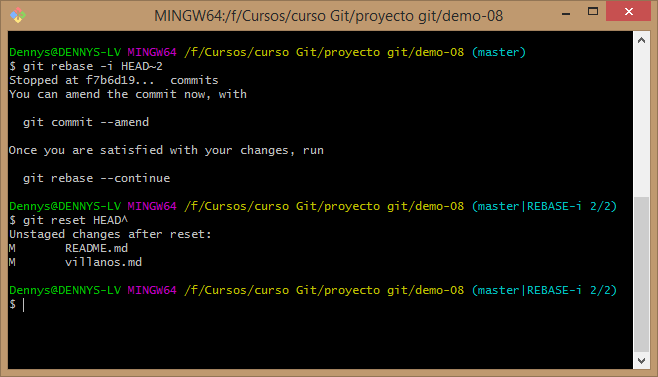 MINGW64:/f/Cursos/curso Git/proyecto git/demo-08
Dennys@DENNYS-LV MINGW64 /f/Cursos/curso Git/proyecto git/demo-08 (master)
$ git rebase -i HEAD~2
Stopped at f7b6d19...  commits
You can amend the commit now, with
  git commit --amend
Once you are satisfied with your changes, run
  git rebase --continue
Dennys@DENNYS-LV MINGW64 /f/Cursos/curso Git/proyecto git/demo-08 (master|REBASE-i 2/2)
$ git reset HEAD^
Unstaged changes after reset:
M       README.md
M       villanos.md
Dennys@DENNYS-LV MINGW64 /f/Cursos/curso Git/proyecto git/demo-08 (master|REBASE-i 2/2)
$